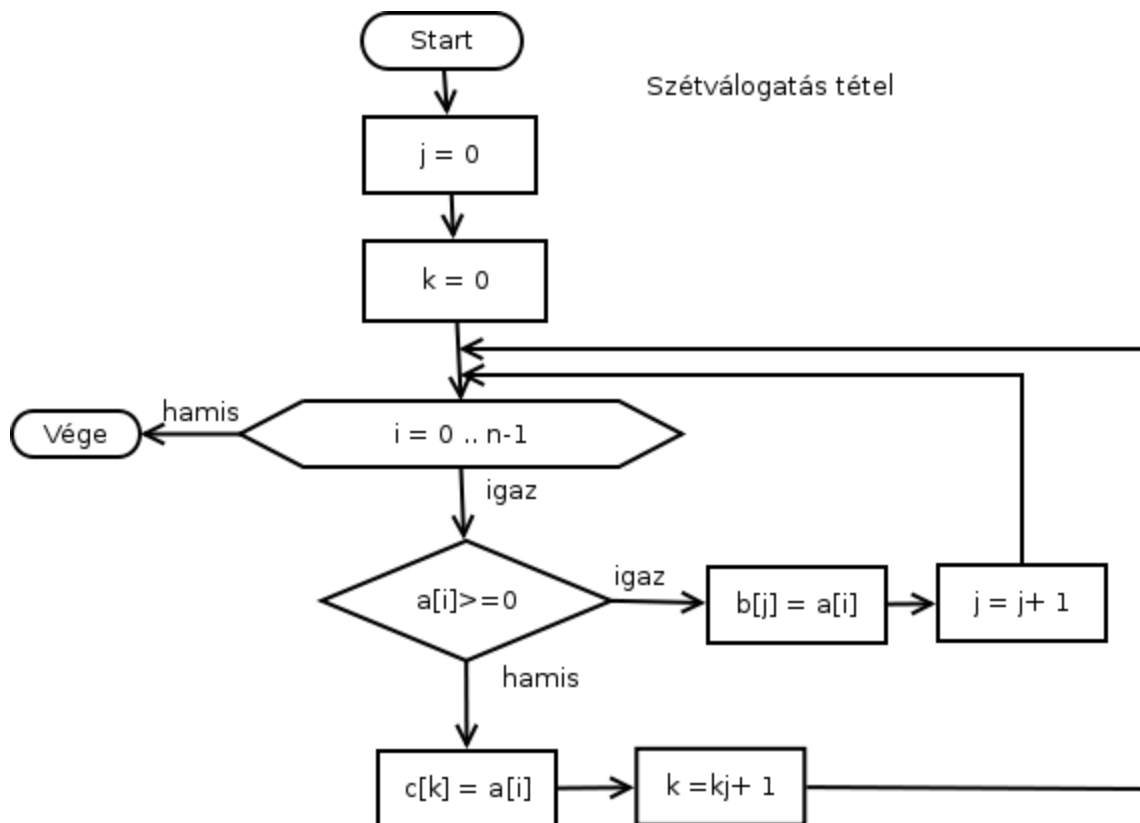 Start
Szétválogatás tétel
j = 0
k = 0
i = 0 .. n-1
hamis
Vége
igaz
a[i]>=0
igaz
b[j] = a[i]
j = j+ 1
hamis
c[k] = a[i]
k =kj+ 1